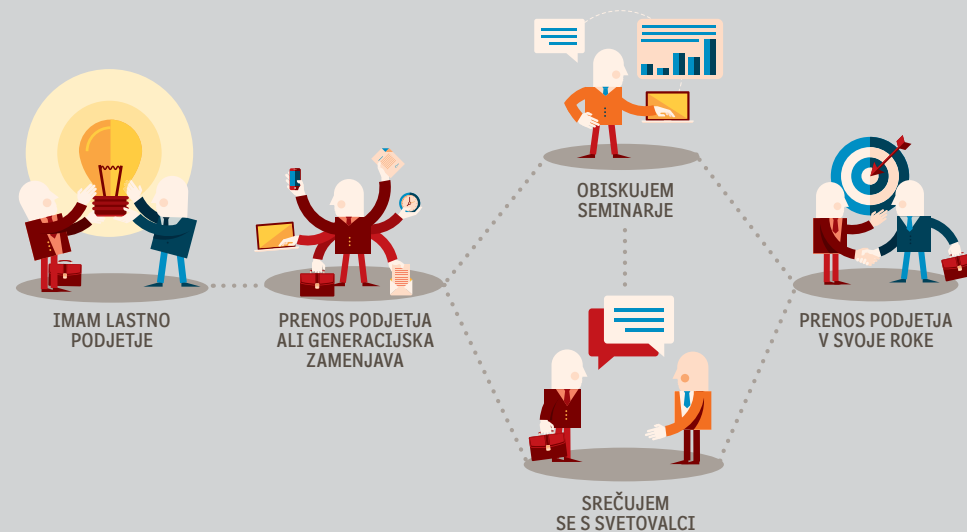 IMAM LASTNO
PODJETJE
PRENOS PODJETJA
ALI GENERACIJSKA
ZAMENJAVA
OBISKUJEM
SEMINARJE
SREČUJEM
SE S SVETOVALCI
PRENOS PODJETJA
V SVOJE ROKE